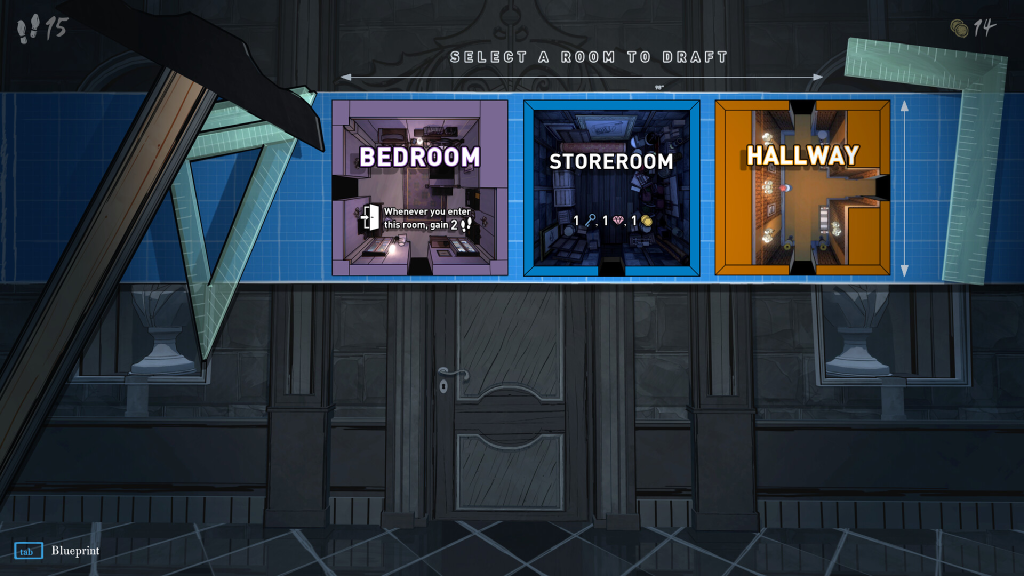 15
14
SELECT A ROOM TO DRAFT
BEDROOM
Whenever you enter
this room, gain 2
STOREROOM
1 , 1 , 1
HALLWAY
tab Blueprint